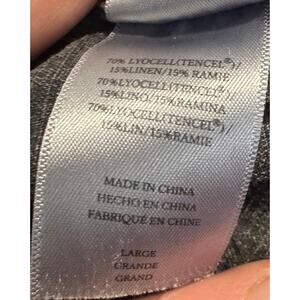 70% LYOCELL(TENCEL®)/
15%LINEN/15% RAMIE
70%LYOCELL(TENCEL®)/
15%LINO/15%RAMINA
70%LYOCELL(TENCEL®)/
15%LIN/15%RAMIE
MADE IN CHINA
HECHO EN CHINA
FABRIQUÉ EN CHINE
LARGE
GRANDE
GRAND